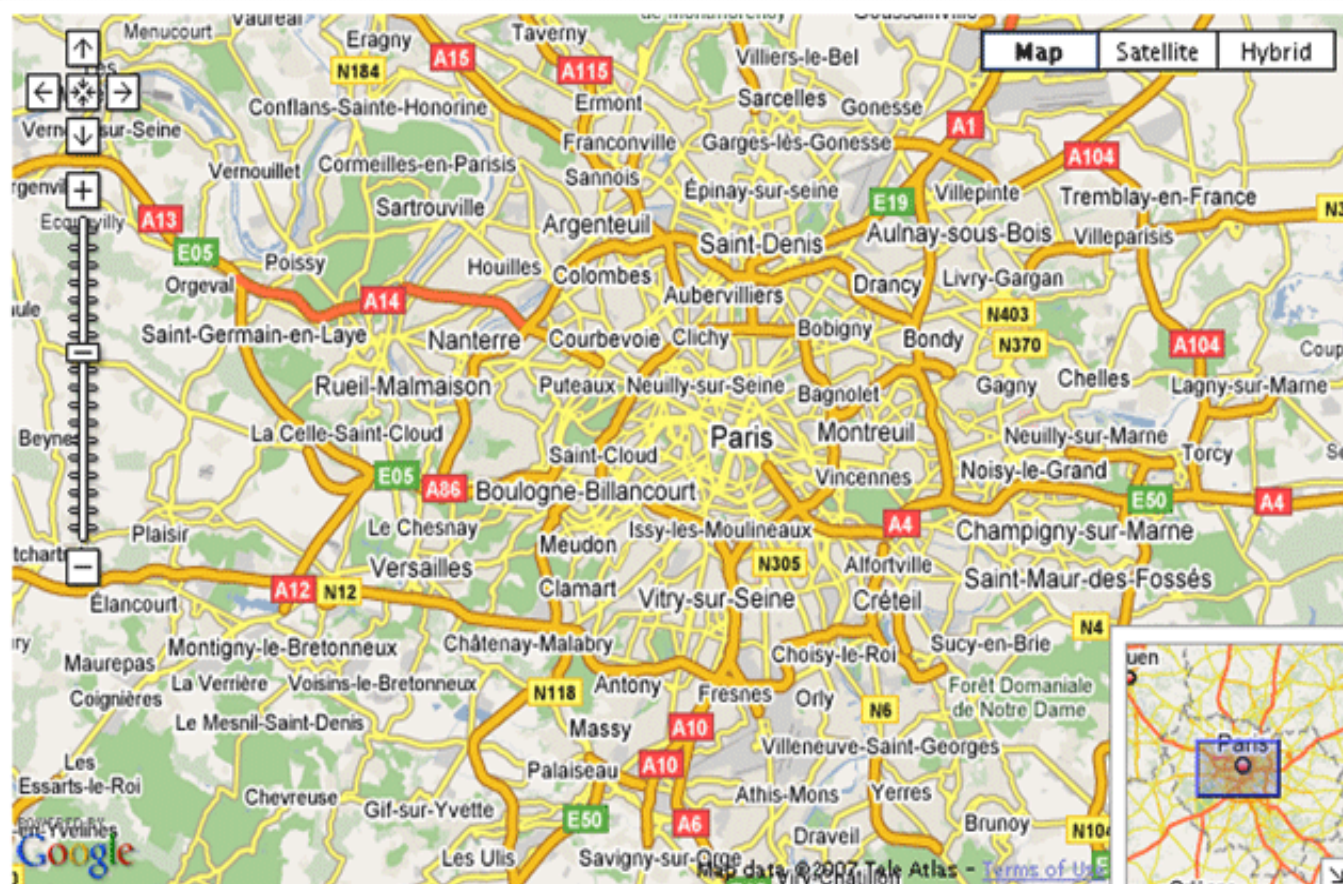 Menucourt
Vauréal
Eragny
A15
Taverny
Villiers-le-Bel
Map
Satellite
Hybrid
N184
A115
Conflans-Sainte-Honorine
Ermont
Sarcelles
Gonesse
A1
sur-Seine
Franconville
Garges-lès-Gonesse
A104
Vernouillet
Cormeilles-en-Parisis
Sannois
Épinay-sur-seine
E19
Villepinte
Tremblay-en-France
A13
Sartrouville
Argenteuil
Saint-Denis
Aulnay-sous-Bois
Villeparisis
E05
Poissy
Houilles
Colombes
Drancy
Livry-Gargan
Orgeval
A14
Aubervilliers
N403
Saint-Germain-en-Laye
Nanterre
Courbevoie
Clichy
Bobigny
Bondy
N370
A104
Rueil-Malmaison
Puteaux
Neuilly-sur-Seine
Bagnolet
Gagny
Chelles
Lagny-sur-Marne
La Celle-Saint-Cloud
Saint-Cloud
Paris
Montreuil
Neuilly-sur-Marne
Torcy
E05
A86
Boulogne-Billancourt
Vincennes
Noisy-le-Grand
E50
A4
Plaisir
Le Chesnay
Issy-les-Moulineaux
A4
Champigny-sur-Marne
Meudon
Versailles
N305
Alfortville
Saint-Maur-des-Fossés
Élancourt
A12
N12
Clamart
Vitry-sur-Seine
Créteil
N4
Montigny-le-Bretonneux
Châtenay-Malabry
Choisy-le-Roi
Sucy-en-Brie
Maurepas
La Verrière
Voisins-le-Bretonneux
N118
Antony
Fresnes
Orly
Forêt Domaniale
de Notre Dame
Coignières
Le Mesnil-Saint-Denis
Massy
A10
N6
Villeneuve-Saint-Georges
Paris
Les
Essarts-le-Roi
Chevreuse
Gif-sur-Yvette
Palaiseau
A10
Athis-Mons
Yerres
E50
A6
Draveil
Brunoy
POWERED BY
Google
Les Ulis
Savigny-sur-Orge
Map data ©2007 Tele Atlas - Terms of Use